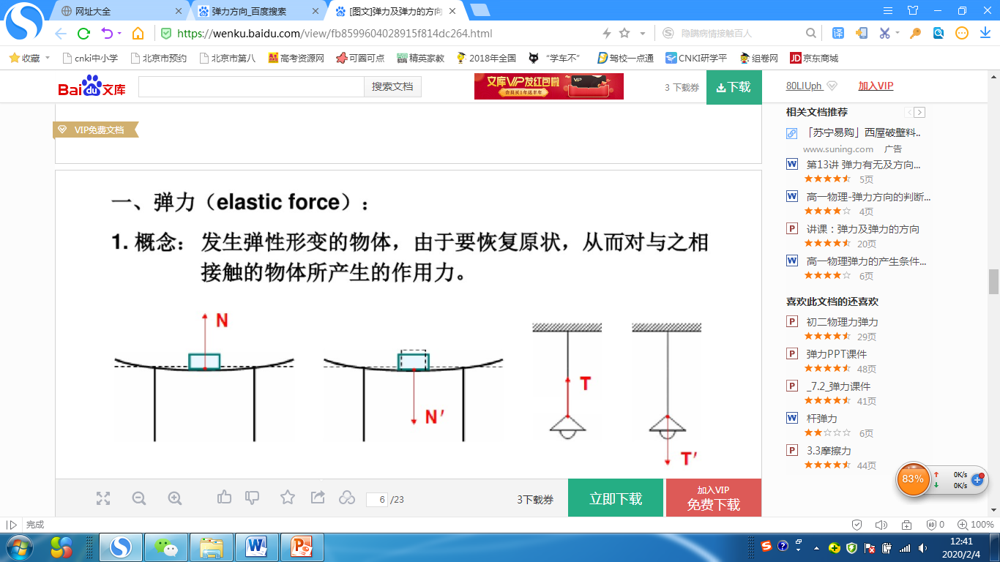 网址大全
弹力方向_百度搜索
[图文]弹力及弹力的方向
https://wenku.baidu.com/view/fb8599604028915f814dc264.html
隐瞒病情接触百人
译
收藏
cnki中小学
北京市预约
北京市第八
高考资源网
可圈可点
精英家教
2018年全国
“学车不”
驾校一点通
CNKI研学平
组卷网
JD 京东商城
Bai du 文库
搜索文档
文库VIP发红包啦
会员买1年送半年
VIP
3 下载券
下载
80LIUph
加入VIP
VIP免费文档
一、弹力（elastic force）：
1. 概念： 发生弹性形变的物体，由于要恢复原状，从而对与之相
接触的物体所产生的作用力。
N
N′
T
T′
相关文档推荐
「苏宁易购」西屋破壁料..
www.suning.com 广告
W 第13讲 弹力有无及方向...
5页
W 高一物理-弹力方向的判断...
4页
P 讲课：弹力及弹力的方向
20页
W 高一物理弹力的产生条件...
6页
喜欢此文档的还喜欢
P 初二物理力弹力
29页
P 弹力PPT课件
48页
P _7.2_弹力课件
41页
W 杆弹力
6页
P 3.3摩擦力
44页
83%
0K/s
0K/s
6 /23
3下载券
立即下载
加入VIP
免费下载
完成
AD 0
100%
12:41
2020/2/4